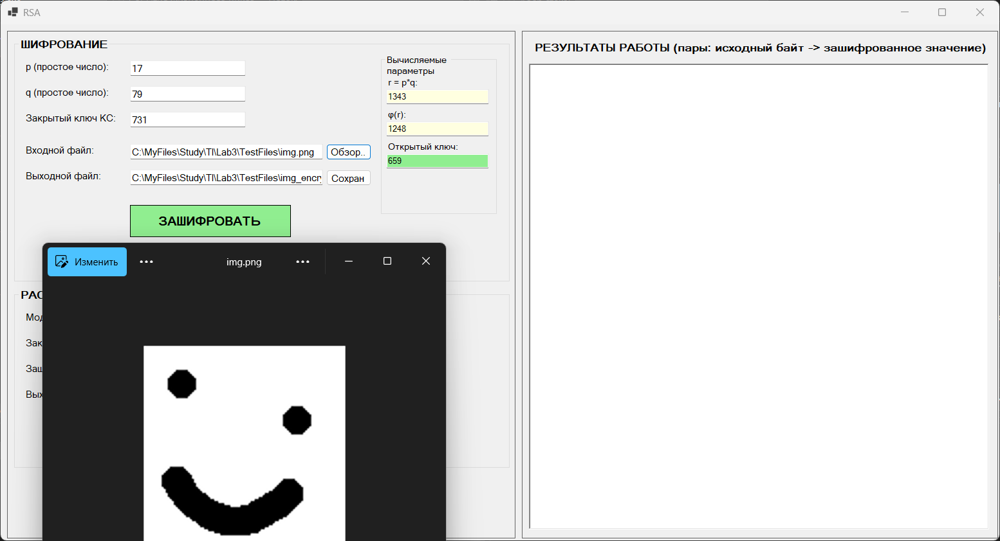 RSA
ШИФРОВАНИЕ
p (простое число):
17
q (простое число):
79
Закрытый ключ КС:
731
Входной файл:
C:\MyFiles\Study\TI\Lab3\TestFiles\img.png
Обзор..
Выходной файл:
C:\MyFiles\Study\TI\Lab3\TestFiles\img_encr
Сохран
ЗАШИФРОВАТЬ
Вычисляемые
параметры
r = p*q:
1343
φ(r):
1248
Открытый ключ:
659
Изменить
img.png
РАС
Мод
Зак
Заш
Вых
РЕЗУЛЬТАТЫ РАБОТЫ (пары: исходный байт -> зашифрованное значение)